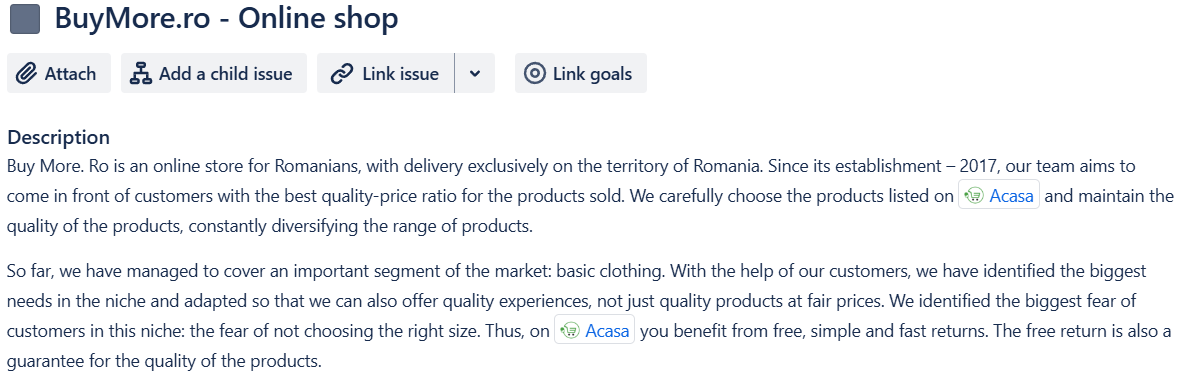 BuyMore.ro - Online shop
Attach
Add a child issue
Link issue
Link goals
Description
Buy More. Ro is an online store for Romanians, with delivery exclusively on the territory of Romania. Since its establishment – 2017, our team aims to
come in front of customers with the best quality-price ratio for the products sold. We carefully choose the products listed on Acasa and maintain the
quality of the products, constantly diversifying the range of products.
So far, we have managed to cover an important segment of the market: basic clothing. With the help of our customers, we have identified the biggest
needs in the niche and adapted so that we can also offer quality experiences, not just quality products at fair prices. We identified the biggest fear of
customers in this niche: the fear of not choosing the right size. Thus, on Acasa you benefit from free, simple and fast returns. The free return is also a
guarantee for the quality of the products.